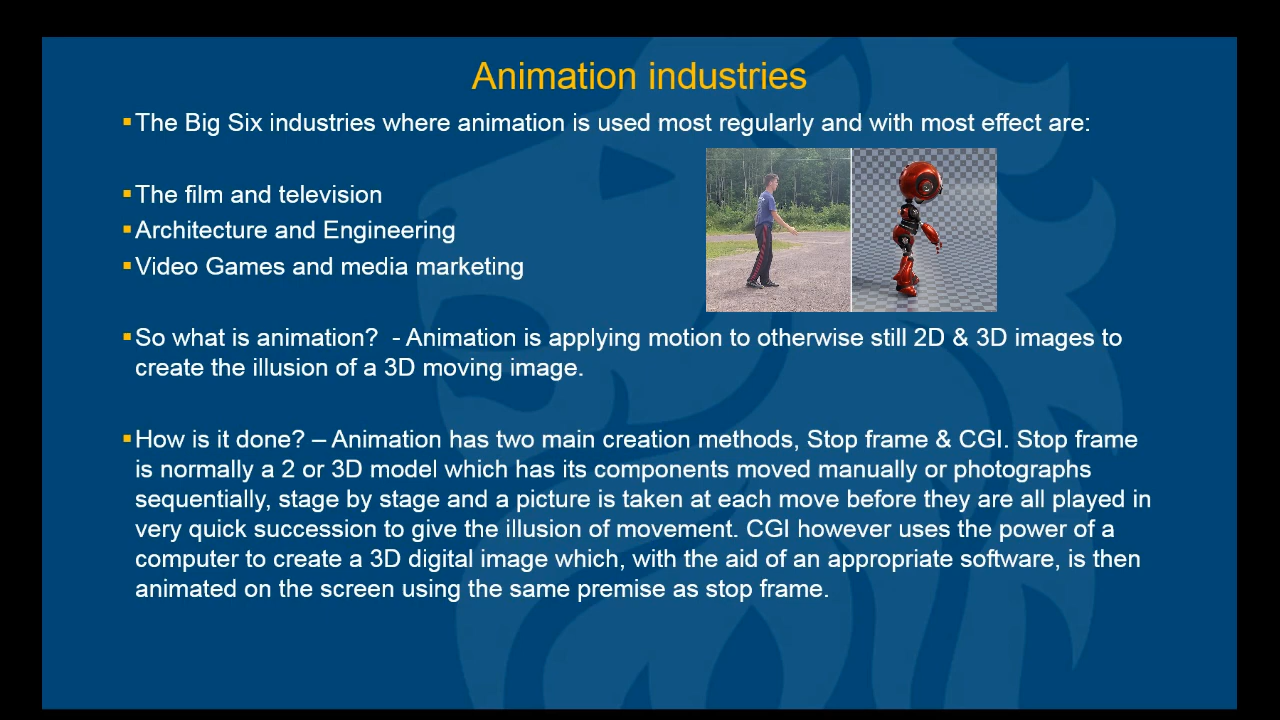 Animation industries
▪The Big Six industries where animation is used most regularly and with most effect are:
▪The film and television
▪Architecture and Engineering
▪Video Games and media marketing
▪So what is animation?  - Animation is applying motion to otherwise still 2D & 3D images to
create the illusion of a 3D moving image.
▪How is it done? – Animation has two main creation methods, Stop frame & CGI. Stop frame
is normally a 2 or 3D model which has its components moved manually or photographs
sequentially, stage by stage and a picture is taken at each move before they are all played in
very quick succession to give the illusion of movement. CGI however uses the power of a
computer to create a 3D digital image which, with the aid of an appropriate software, is then
animated on the screen using the same premise as stop frame.